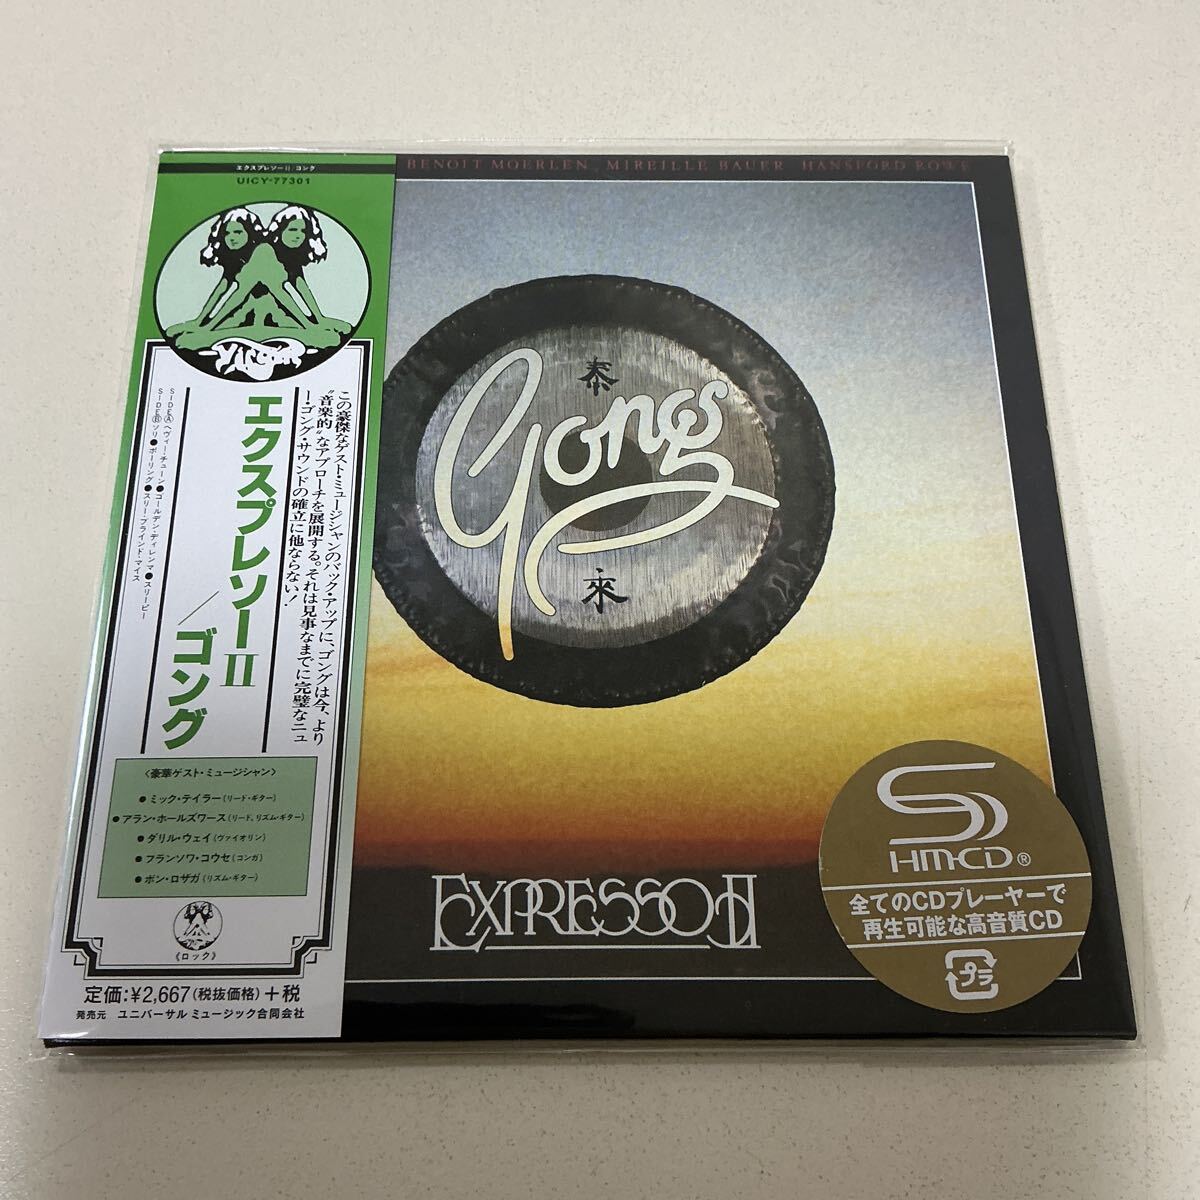 エクスプレソーII/ゴング
UICY-77301
Virgin
エクスプレソーII/ゴング
この豪傑なゲスト・ミュージシャンのバック・アップに、ゴングは今、より
“音楽的”なアプローチを展開する。それは見事なまでに完璧なニュ
ー・ゴング・サウンドの確立に他ならない!
SIDEⒶヘヴィー・チューン●ゴールデン・ディレンマ●スリーピー
SIDEⒷソリ●ボーリング●スリー・ブラインド・マイス
〈豪華ゲスト・ミュージシャン〉
●ミック・テイラー(リード・ギター)
●アラン・ホールズワース(リード、リズム・ギター)
●ダリル・ウェイ(ヴァイオリン)
●フランソワ・コウセ(コンガ)
●ボン・ロザガ(リズム・ギター)
《ロック》
定価:¥2,667(税抜価格)+税
発売元 ユニバーサル ミュージック合同会社
BENOIT MOERLEN MIREILLE BAUER HANSFORD ROWE
泰
Gong
來
EXPRESSO II
SHM-CD®
全てのCDプレーヤーで
再生可能な高音質CD
プラ